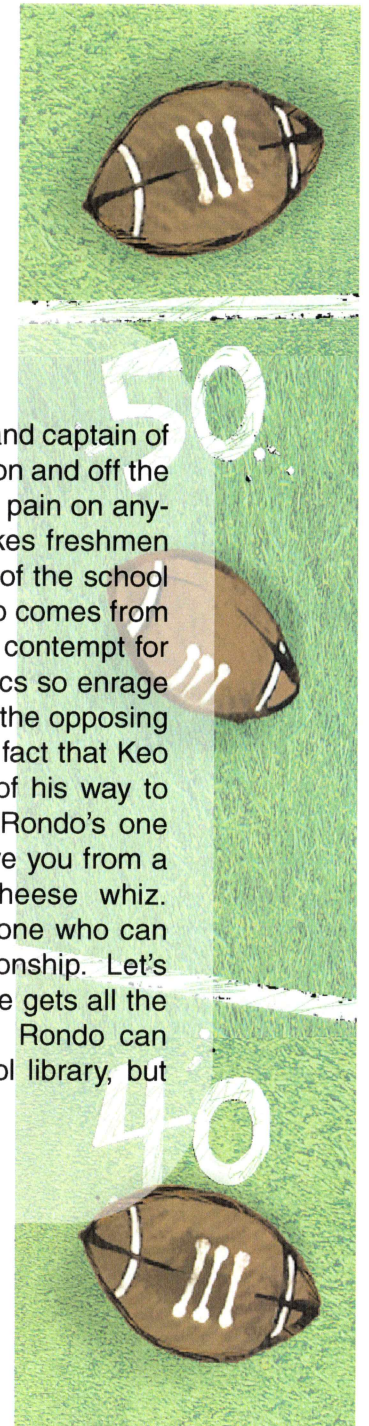 50
and captain of
on and off the
pain on any-
kes freshmen
of the school
o comes from
contempt for
cs so enrage
the opposing
fact that Keo
of his way to
Rondo's one
re you from a
heese whiz.
one who can
onship. Let's
e gets all the
Rondo can
ol library, but
40